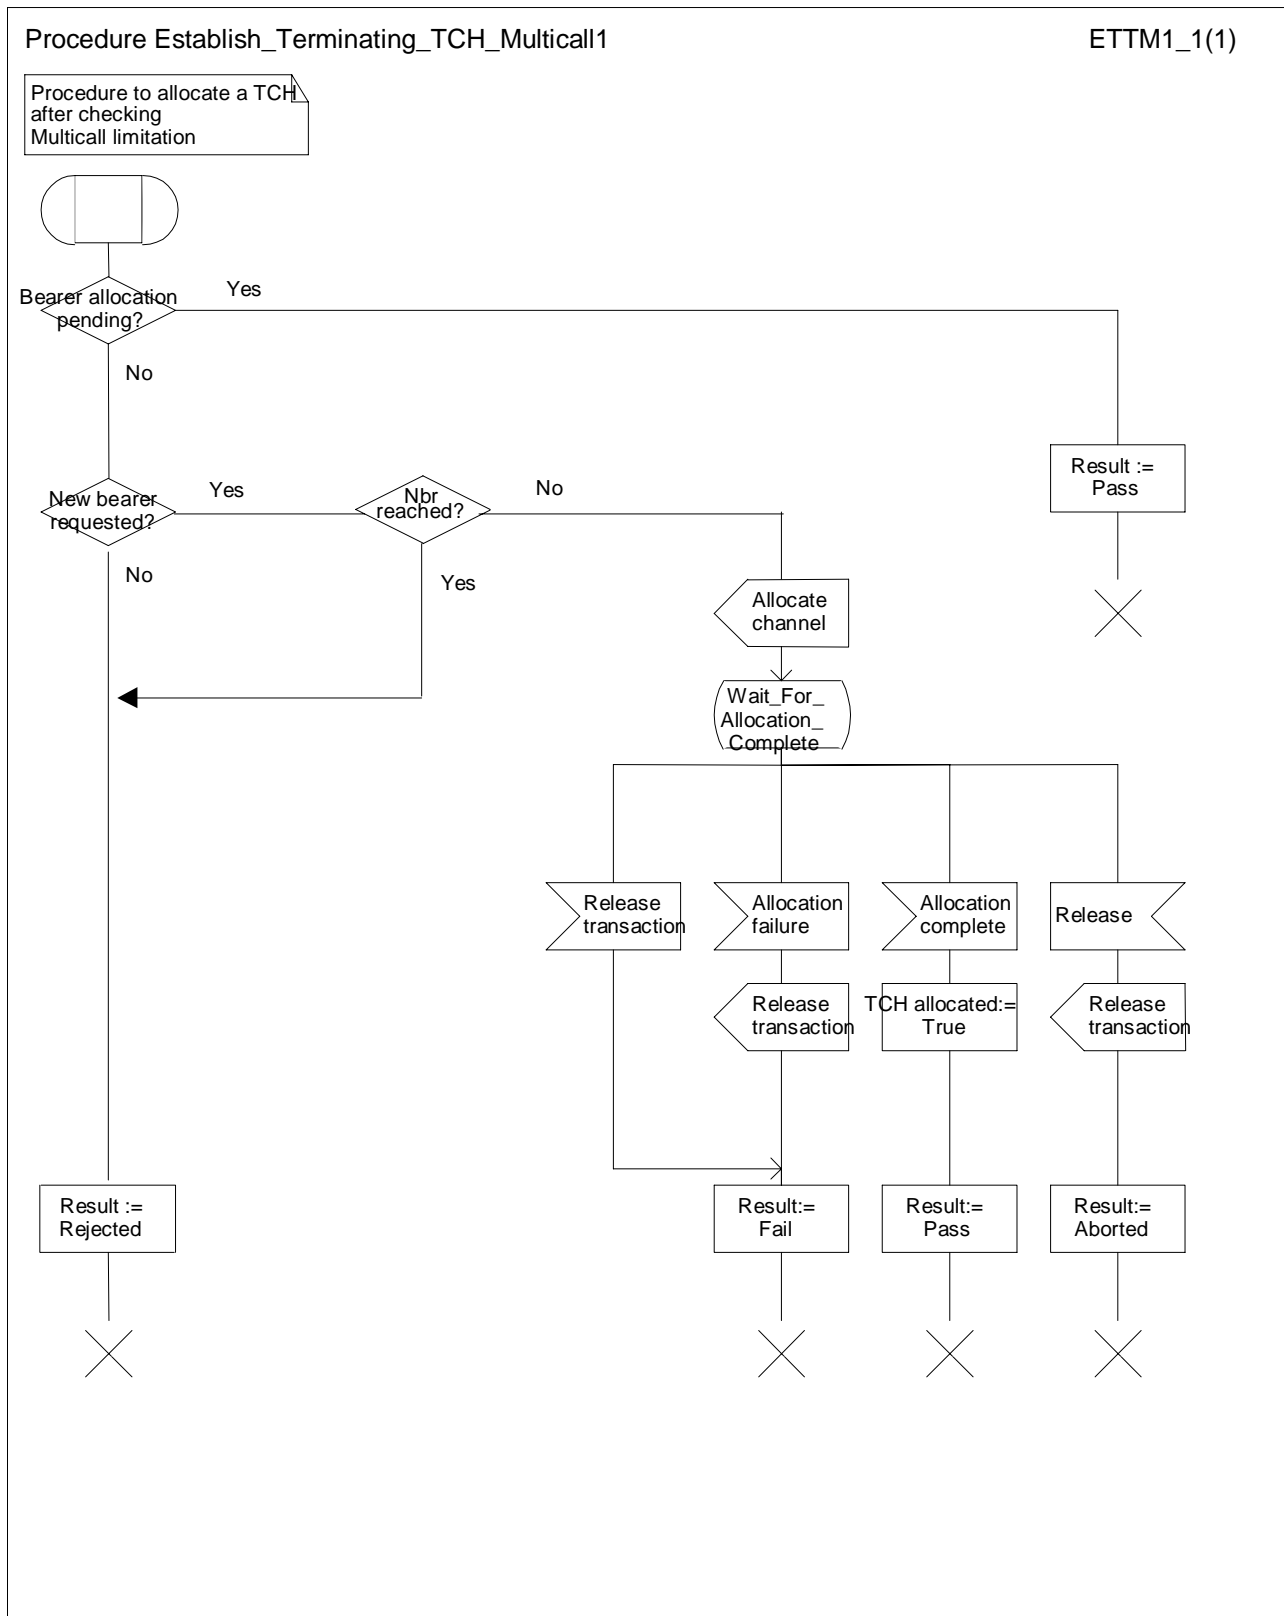 Procedure Establish_Terminating_TCH_Multicall1
ETTM1_1(1)
Procedure to allocate a TCH
after checking
Multicall limitation
Bearer allocation
pending?
Yes
No
Result :=
Pass
New bearer
requested?
Yes
Nbr
reached?
No
No
Yes
Allocate
channel
Wait_For_
Allocation_
Complete
Release
transaction
Allocation
failure
Allocation
complete
Release
Release
transaction
TCH allocated:=
True
Release
transaction
Result :=
Rejected
Result:=
Fail
Result:=
Pass
Result:=
Aborted